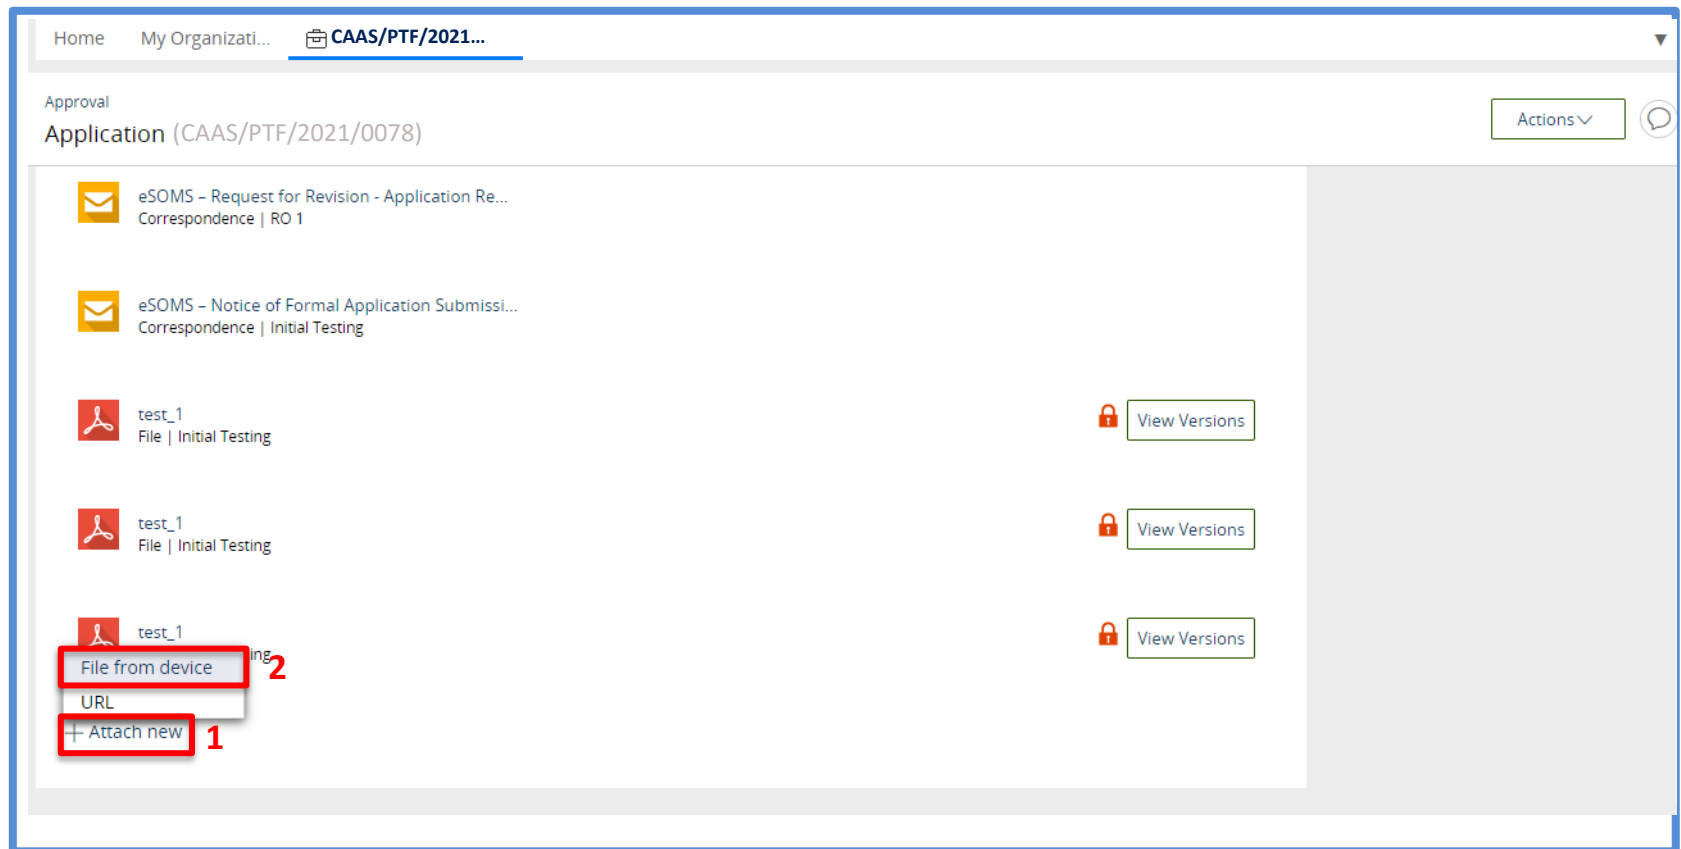 Home My Organizati... CAAS/PTF/2021...
Approval
Application (CAAS/PTF/2021/0078)
Actions
eSOMS – Request for Revision - Application Re...
Correspondence | RO 1
eSOMS – Notice of Formal Application Submissi...
Correspondence | Initial Testing
test_1
File | Initial Testing
View Versions
test_1
File | Initial Testing
View Versions
test_1
ing
View Versions
File from device 2
URL
+ Attach new 1